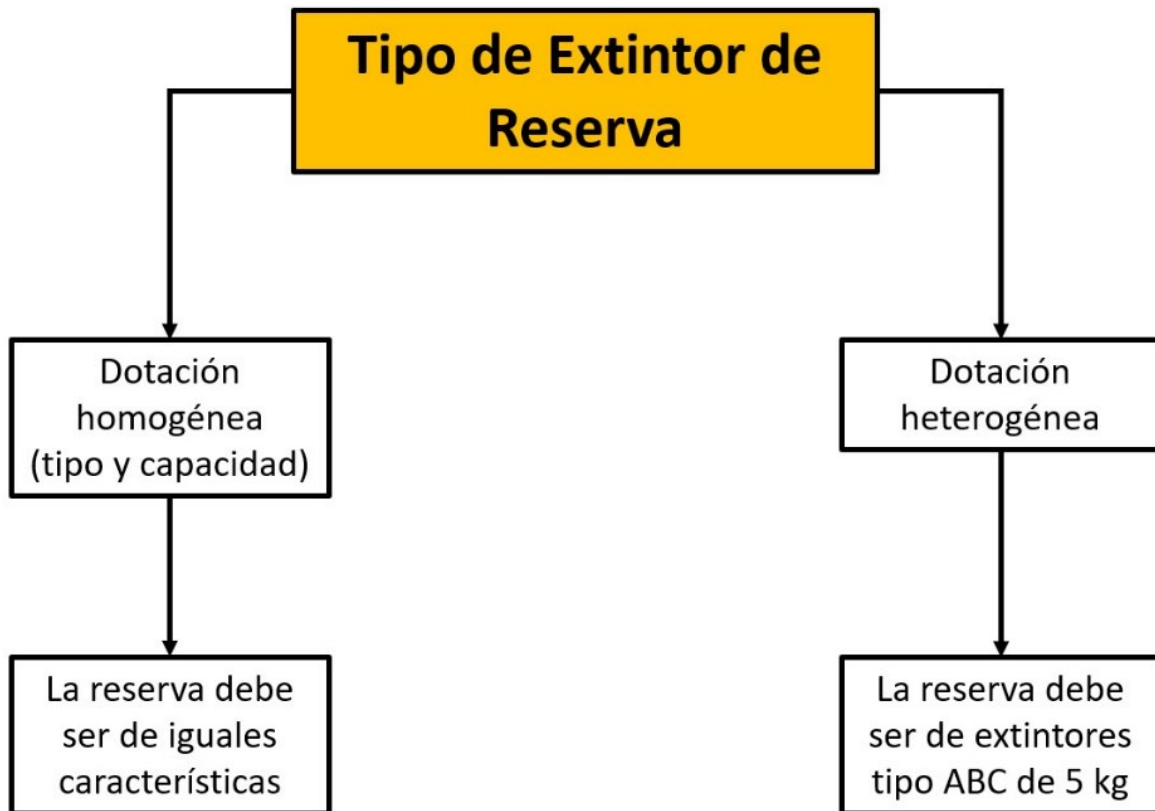 Tipo de Extintor de
Reserva
Dotación
homogénea
(tipo y capacidad)
Dotación
heterogénea
La reserva debe
ser de iguales
características
La reserva debe
ser de extintores
tipo ABC de 5 kg